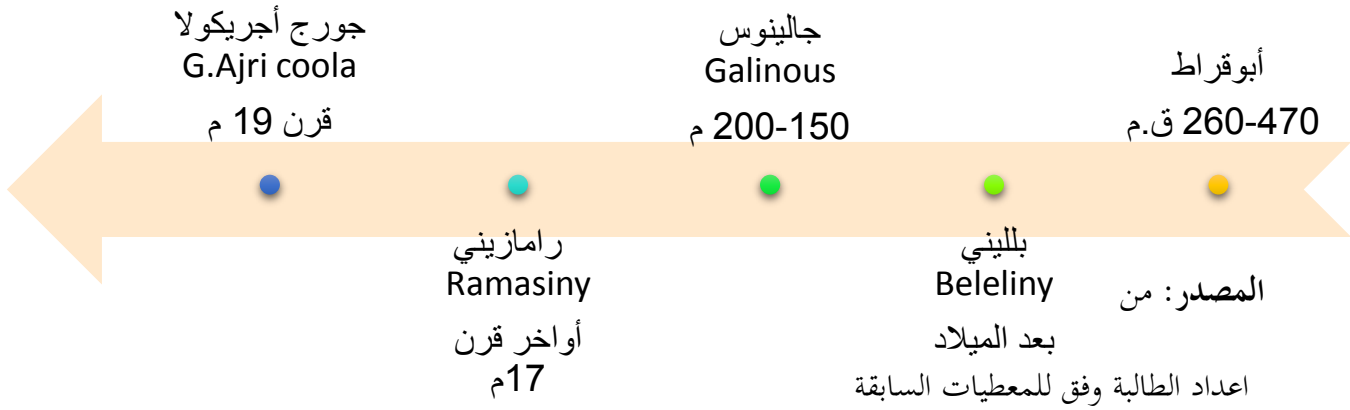 أبوقراط
260-470 ق.م
بلليني
Beleliny
بعد الميلاد
جالينوس
Galinous
200-150 م
رامازيني
Ramasiny
أواخر قرن
17م
جورج أجريكولا
G.Ajri coola
قرن 19 م
المصدر: من
اعداد الطالبة وفق للمعطيات السابقة